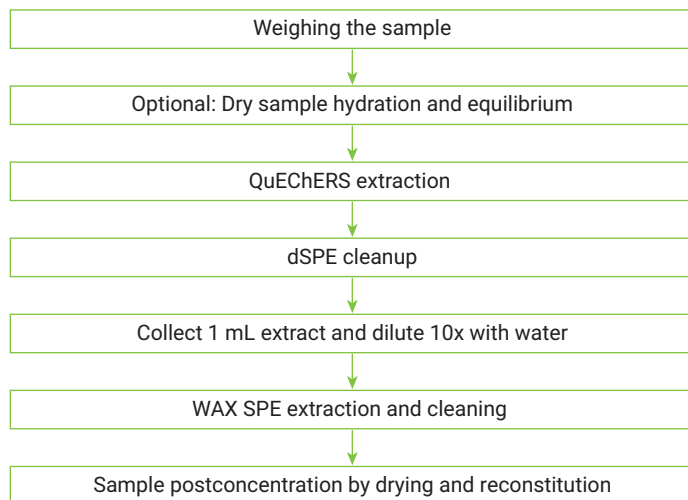 Weighing the sample
Optional: Dry sample hydration and equilibrium
QuEChERS extraction
dSPE cleanup
Collect 1 mL extract and dilute 10x with water
WAX SPE extraction and cleaning
Sample postconcentration by drying and reconstitution